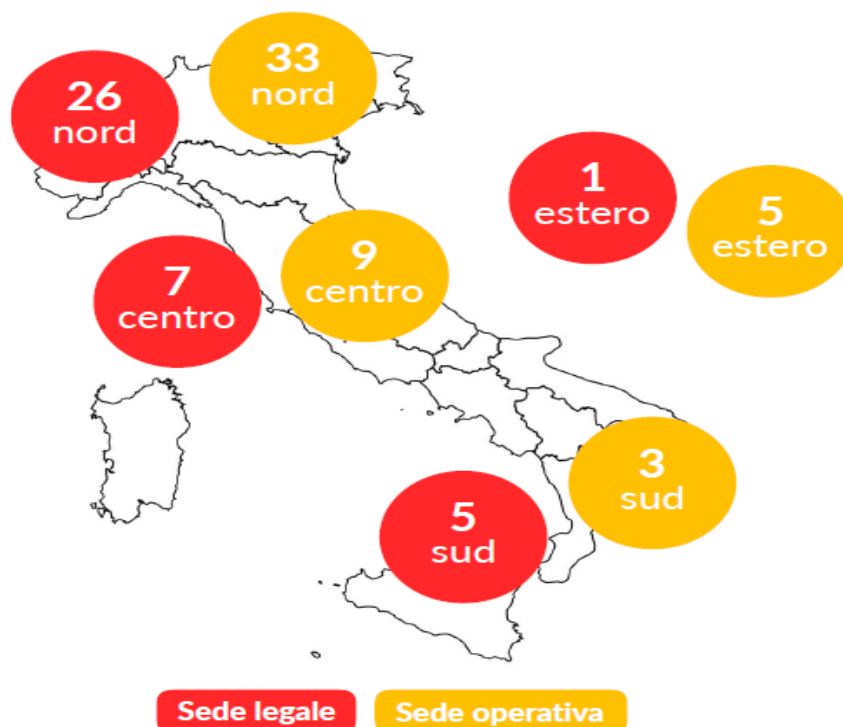 33
nord
26
nord
1
estero
5
estero
9
centro
7
centro
3
sud
5
sud
Sede legale
Sede operativa